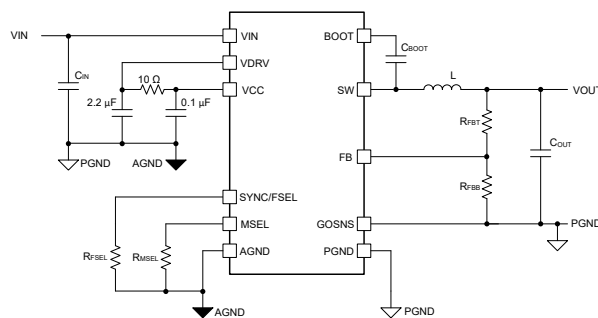 VIN
VIN
BOOT
CBOOT
VDRV
CIN
10 Ω
2.2 µF
0.1 µF
VCC
SW
L
VOUT
RFBT
COUT
FB
RFBB
PGND
AGND
SYNC/FSEL
MSEL
GOSNS
PGND
RFSEL
RMSEL
AGND
PGND
AGND
PGND